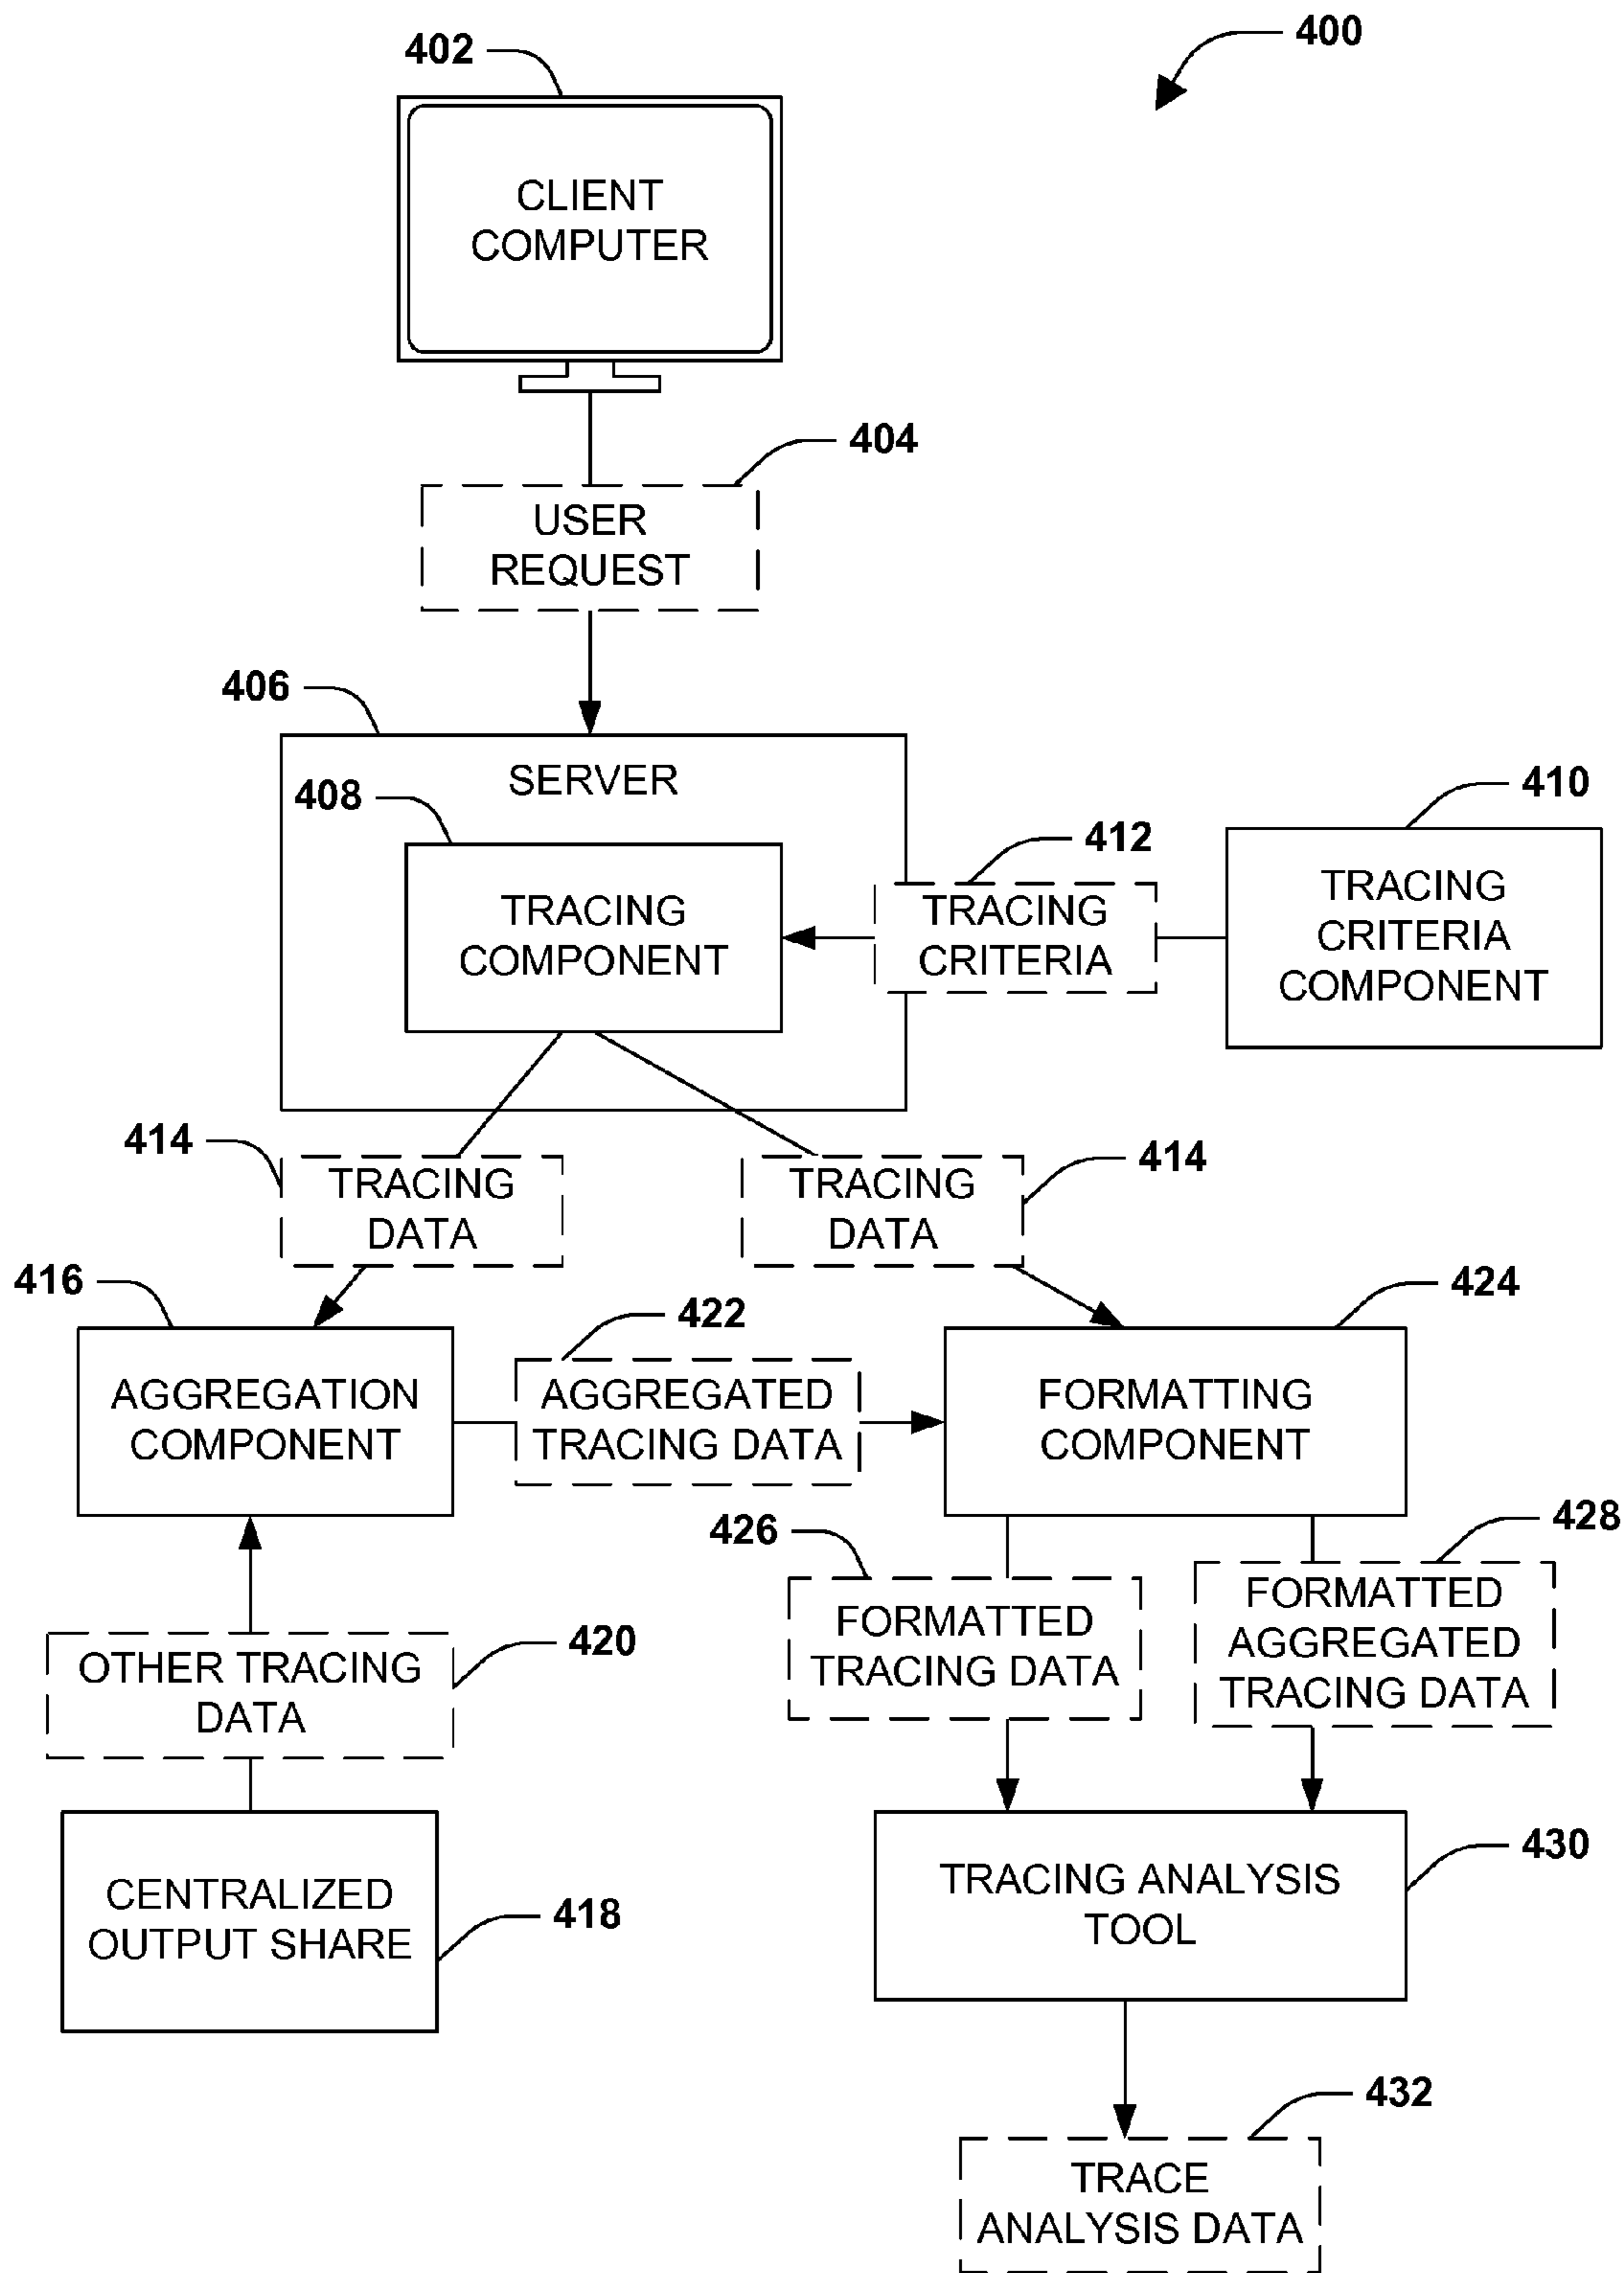 400
402
CLIENT
COMPUTER
404
USER
REQUEST
406
SERVER
408
TRACING
COMPONENT
410
TRACING
CRITERIA
COMPONENT
412
TRACING
CRITERIA
414
TRACING
DATA
TRACING
DATA
414
416
AGGREGATION
COMPONENT
422
AGGREGATED
TRACING DATA
424
FORMATTING
COMPONENT
426
FORMATTED
TRACING DATA
428
FORMATTED
AGGREGATED
TRACING DATA
420
OTHER TRACING
DATA
CENTRALIZED
OUTPUT SHARE
418
TRACING ANALYSIS
TOOL
430
432
TRACE
ANALYSIS DATA